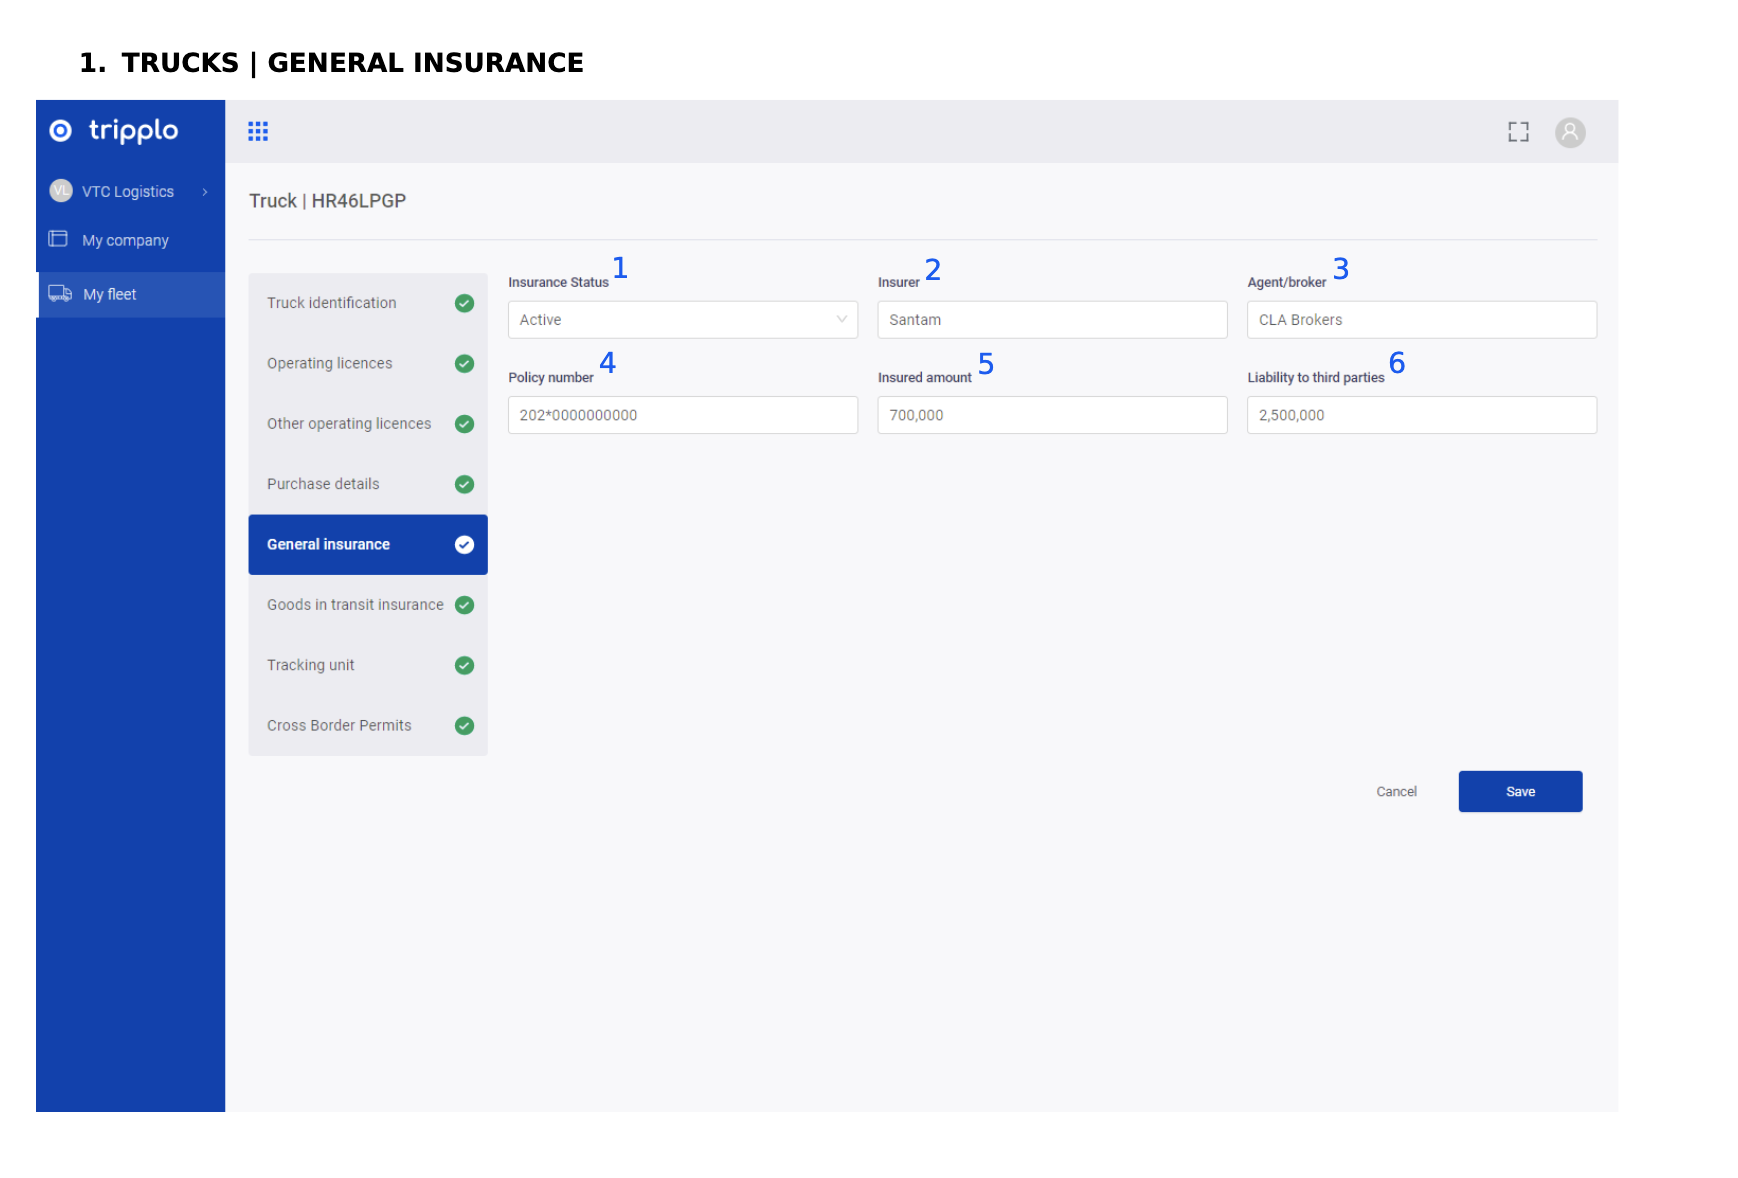 1. TRUCKS | GENERAL INSURANCE
tripplo
VL VTC Logistics
My company
My fleet
Truck | HR46LPGP
Truck identification
Operating licences
Other operating licences
Purchase details
General insurance
Goods in transit insurance
Tracking unit
Cross Border Permits
Insurance Status 1
Active
Insurer 2
Santam
Agent/broker 3
CLA Brokers
Policy number 4
202*0000000000
Insured amount 5
700,000
Liability to third parties 6
2,500,000
Cancel
Save